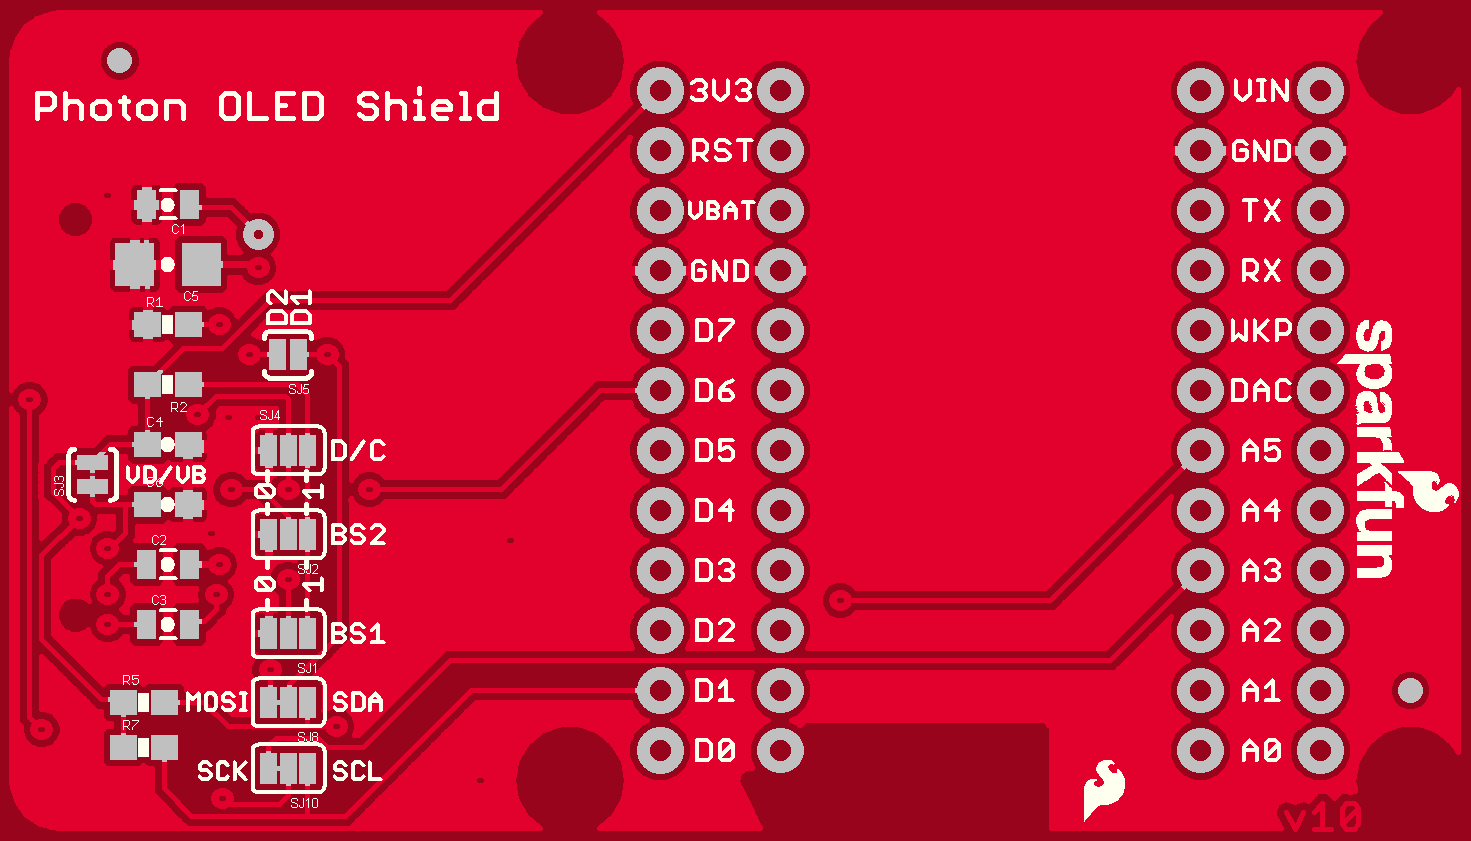 Photon OLED Shield
3V3
RST
VBAT
GND
D7
D6
D5
D4
D3
D2
D1
D0
VIN
GND
TX
RX
WKP
DAC
A5
A4
A3
A2
A1
A0
sparkfun
C1
C5
R1
D2
D1
SJ5
R2
SJ4
C4
D/C
SJ3
VD/VB
-0-
-1-
BS2
C2
SJ2
-0-
-1-
C3
BS1
SJ1
R5
MOSI
SDA
R7
SJ8
SCK
SCL
SJ10
v10